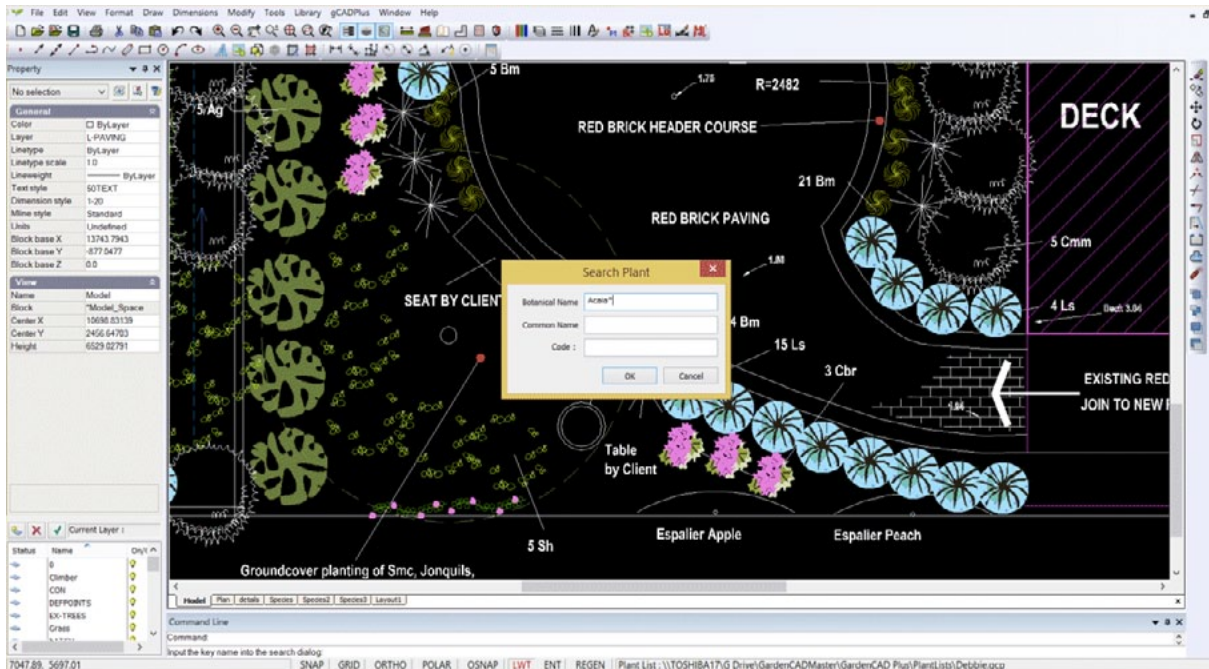 File Edit View Format Draw Dimensions Modify Tools Library gCADPlus Window Help
Property
No selection
General
Color ByLayer
Layer L-PAVING
Linetype ByLayer
Linetype scale 1.0
Lineweight ByLayer
Text style 50TEXT
Dimension style 1-20
Mline style Standard
Units Undefined
Block base X 13743.7943
Block base Y -877.0477
Block base Z 0.0
View
Name Model
Block *Model_Space
Center X 10698.83139
Center Y 2456.64703
Height 6529.02791
Current Layer :
Status Name On/
0
Climber
CON
DEFPOINTS
EX-TREES
Grass
5 Ag
5 Bm
1.75
R=2482
RED BRICK HEADER COURSE
DECK
21 Bm
RED BRICK PAVING
5 Cmm
SEAT BY CLIENT
4 Bm
4 Ls
15 Ls
3 Cbr
EXISTING RED
JOIN TO NEW
Table
by Client
Espalier Apple
Espalier Peach
5 Sh
Groundcover planting of Smc, Jonquils,
Search Plant
Botanical Name Acaia*
Common Name
Code :
OK Cancel
Model Plan details Species Species2 Species3 Layout1
Command Line
Command:
Input the key name into the search dialog:
7047.89, 5697.01 SNAP GRID ORTHO POLAR OSNAP LWT ENT REGEN Plant List : \\TOSHIBA17\G Drive\GardenCADMaster\GardenCAD Plus\PlantLists\Debbie.gcp